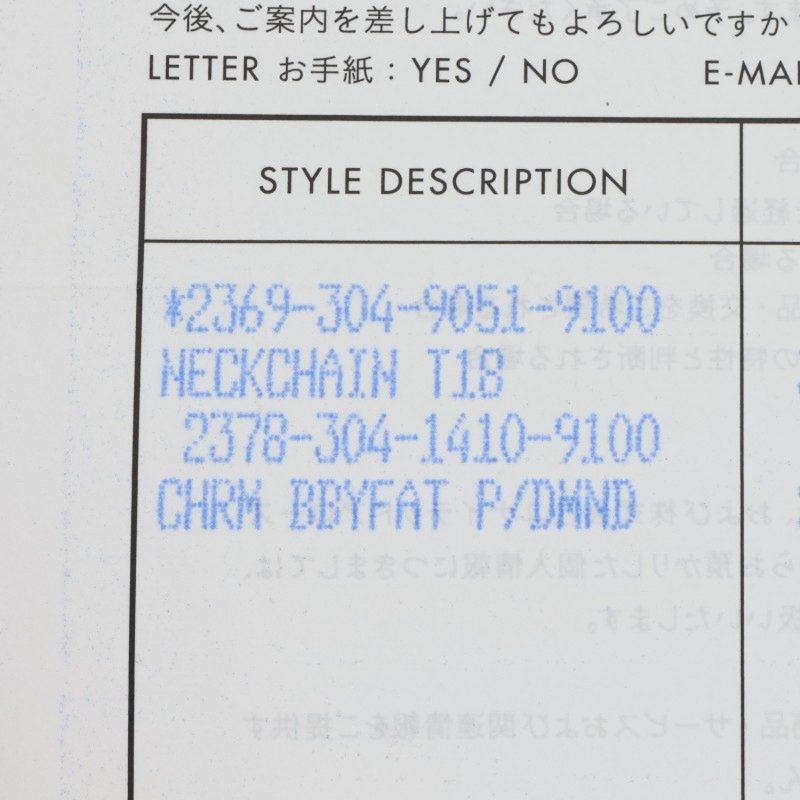 今後、ご案内を差し上げてもよろしいですか
LETTER お手紙 : YES / NO E-MAI
STYLE DESCRIPTION
*2369-304-9051-9100
NECKCHAIN T18
2378-304-1410-9100
CHRM BBYFAT P/DMND